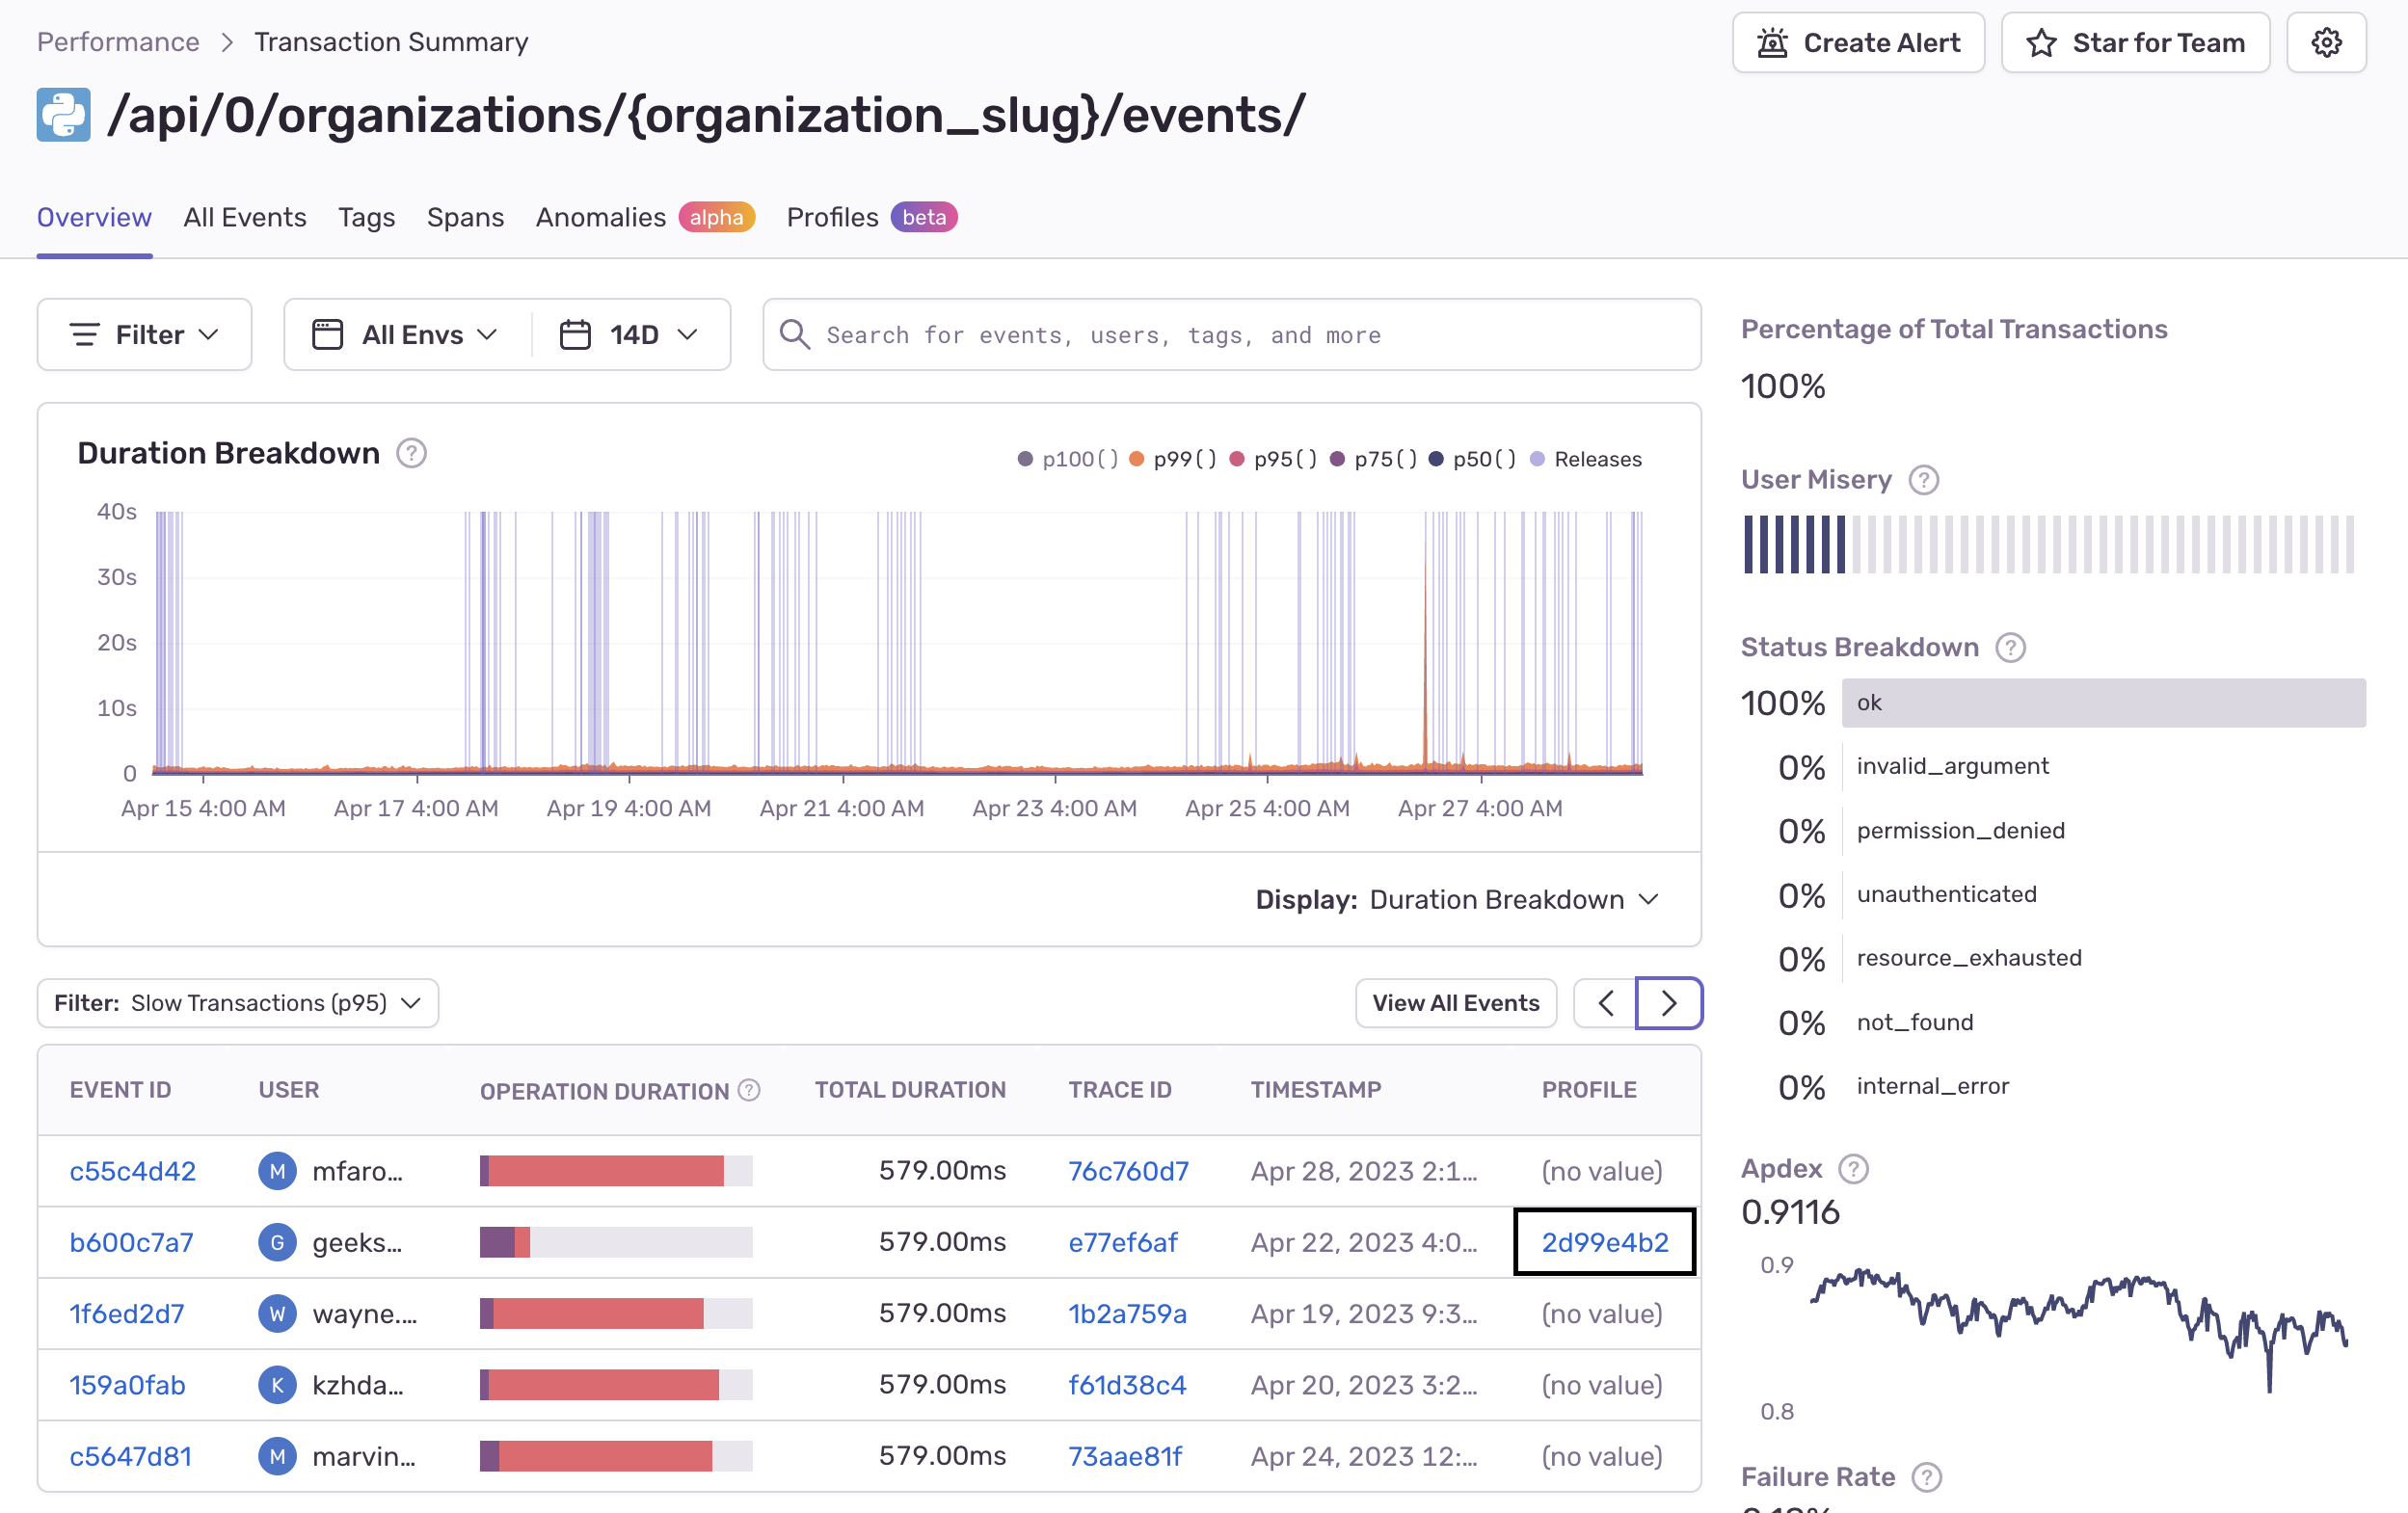 Performance > Transaction Summary
Create Alert
Star for Team
/api/0/organizations/{organization_slug}/events/
Overview All Events Tags Spans Anomalies alpha Profiles beta
Filter
All Envs
14D
Search for events, users, tags, and more
Duration Breakdown ?
p100() p99() p95() p75() p50() Releases
40s
30s
20s
10s
0
Apr 15 4:00 AM Apr 17 4:00 AM Apr 19 4:00 AM Apr 21 4:00 AM Apr 23 4:00 AM Apr 25 4:00 AM Apr 27 4:00 AM
Display: Duration Breakdown
Filter: Slow Transactions (p95)
View All Events
EVENT ID USER OPERATION DURATION ? TOTAL DURATION TRACE ID TIMESTAMP PROFILE
c55c4d42 M mfaro... 579.00ms 76c760d7 Apr 28, 2023 2:1... (no value)
b600c7a7 G geeks... 579.00ms e77ef6af Apr 22, 2023 4:0... 2d99e4b2
1f6ed2d7 W wayne.... 579.00ms 1b2a759a Apr 19, 2023 9:3... (no value)
159a0fab K kzhda... 579.00ms f61d38c4 Apr 20, 2023 3:2... (no value)
c5647d81 M marvin... 579.00ms 73aae81f Apr 24, 2023 12:... (no value)
Percentage of Total Transactions
100%
User Misery ?
Status Breakdown ?
100% ok
0% invalid_argument
0% permission_denied
0% unauthenticated
0% resource_exhausted
0% not_found
0% internal_error
Apdex ?
0.9116
0.9
0.8
Failure Rate ?